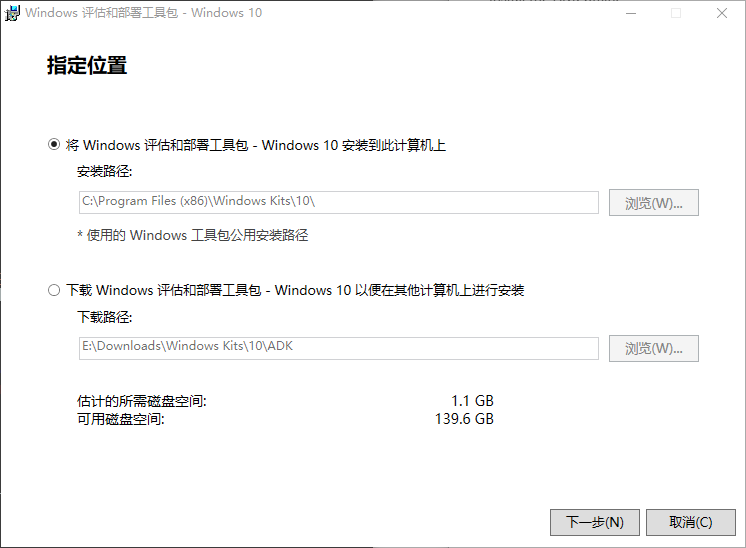 Windows 评估和部署工具包 - Windows 10
指定位置
将 Windows 评估和部署工具包 - Windows 10 安装到此计算机上
安装路径:
C:\Program Files (x86)\Windows Kits\10\
浏览(W)...
* 使用的 Windows 工具包公用安装路径
下载 Windows 评估和部署工具包 - Windows 10 以便在其他计算机上进行安装
下载路径:
E:\Downloads\Windows Kits\10\ADK
浏览(W)...
估计的所需磁盘空间: 1.1 GB
可用磁盘空间: 139.6 GB
下一步(N) 取消(C)